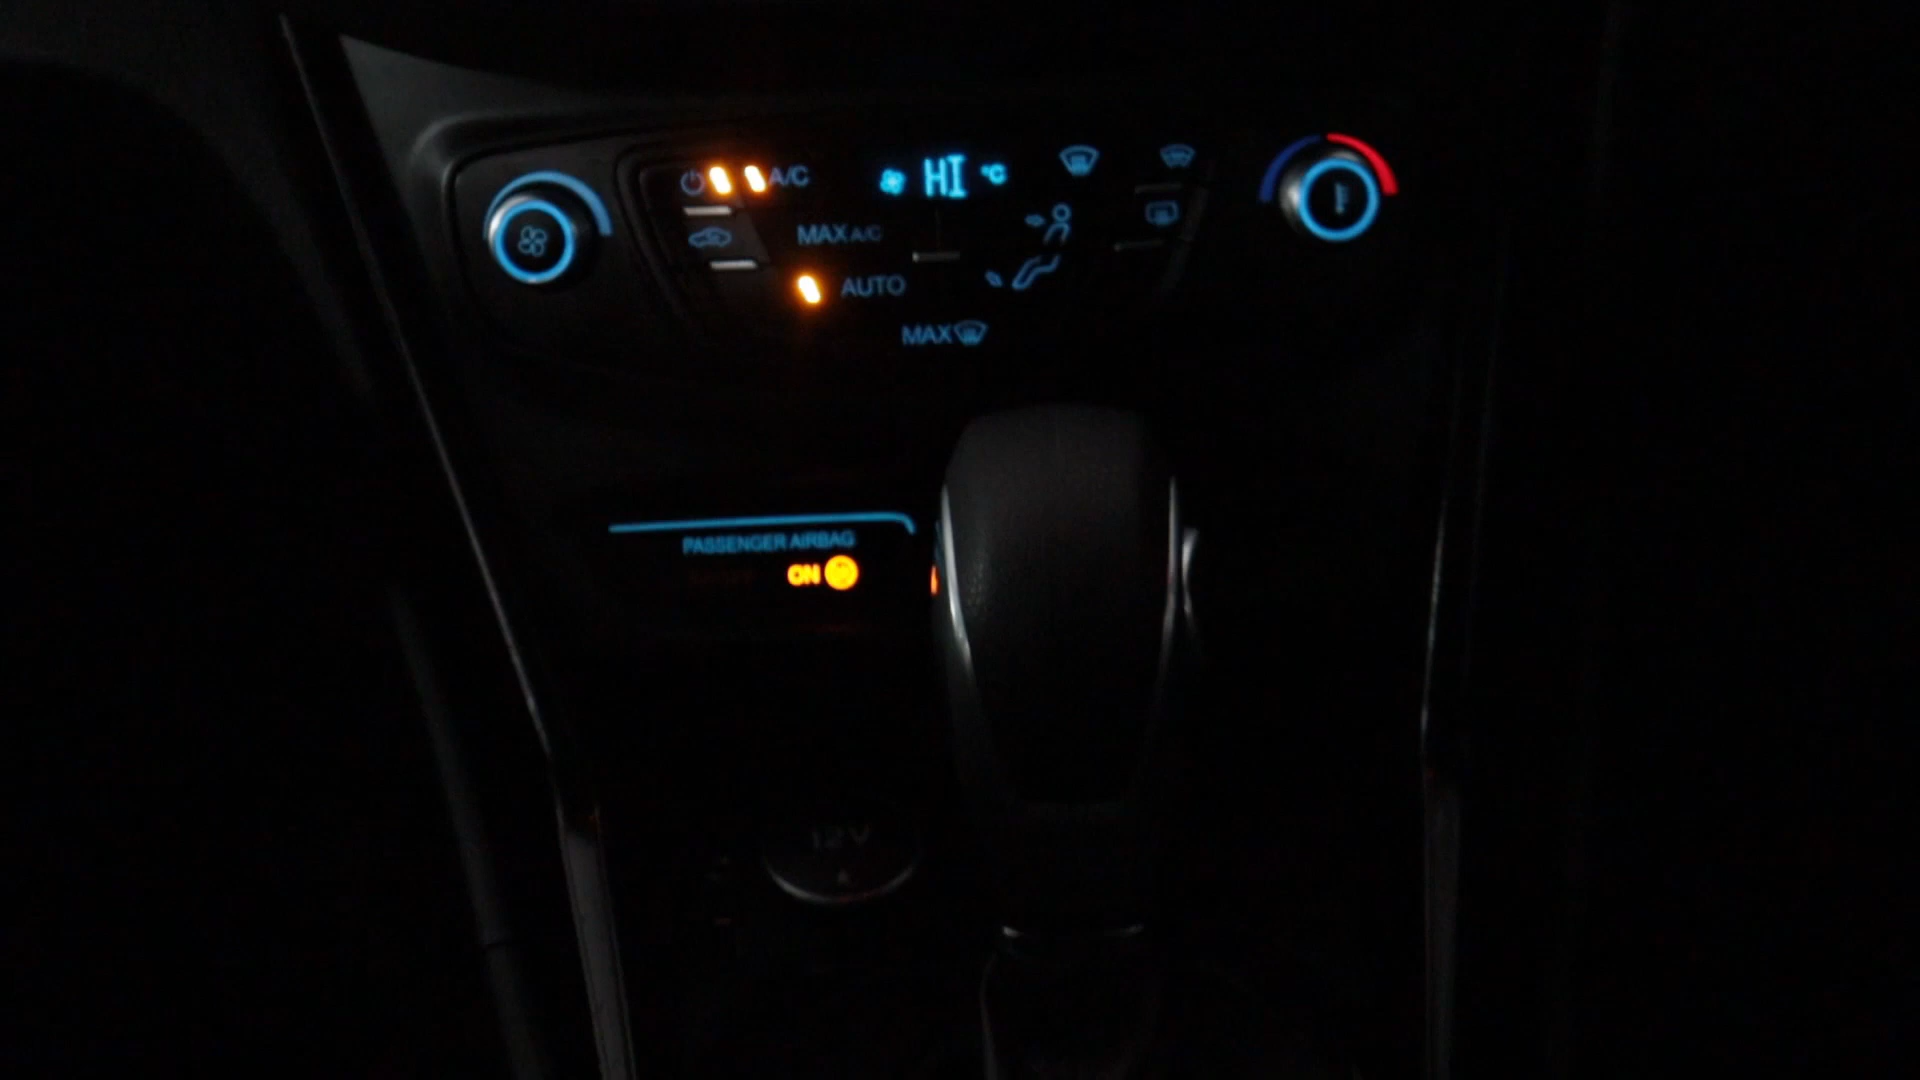 A/C HI °C
MAX A/C
AUTO
MAX
PASSENGER AIRBAG
ON
12V